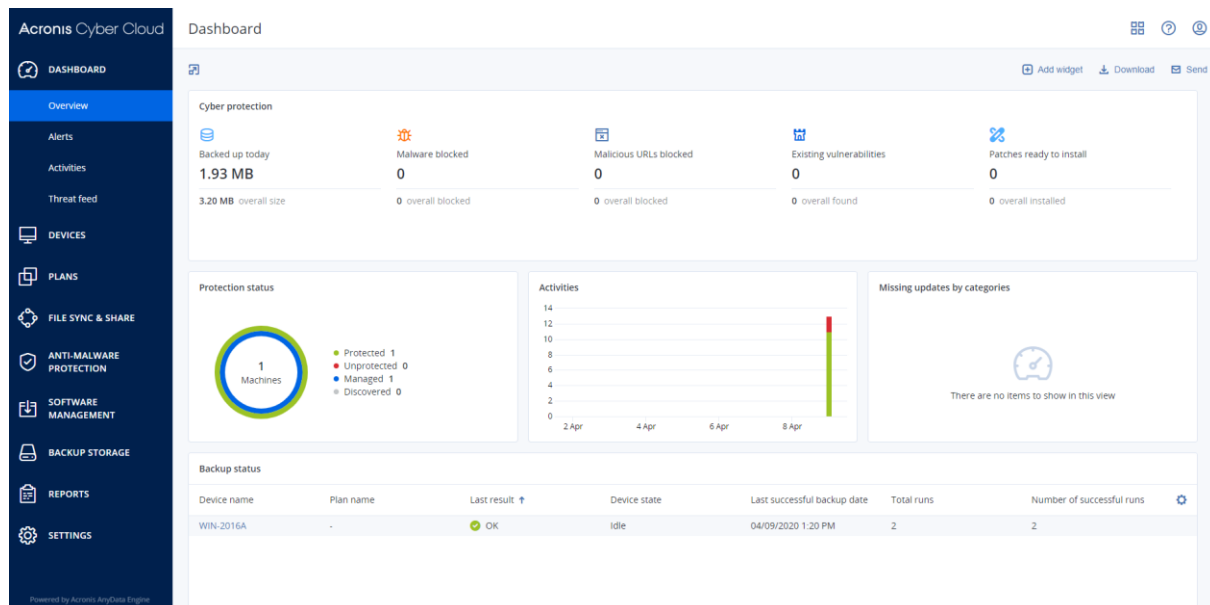 Acronis Cyber Cloud
Dashboard
DASHBOARD
Overview
Alerts
Activities
Threat feed
DEVICES
PLANS
FILE SYNC & SHARE
ANTI-MALWARE
PROTECTION
SOFTWARE
MANAGEMENT
BACKUP STORAGE
REPORTS
SETTINGS
Powered by Acronis AnyData Engine
Add widget Download Send
Cyber protection
Backed up today Malware blocked Malicious URLs blocked Existing vulnerabilities Patches ready to install
1.93 MB 0 0 0 0
3.20 MB overall size 0 overall blocked 0 overall blocked 0 overall found 0 overall installed
Protection status
1
Machines
Protected 1
Unprotected 0
Managed 1
Discovered 0
Activities
14
12
10
8
6
4
2
0
2 Apr 4 Apr 6 Apr 8 Apr
Missing updates by categories
There are no items to show in this view
Backup status
Device name Plan name Last result ↑ Device state Last successful backup date Total runs Number of successful runs
WIN-2016A - OK Idle 04/09/2020 1:20 PM 2 2